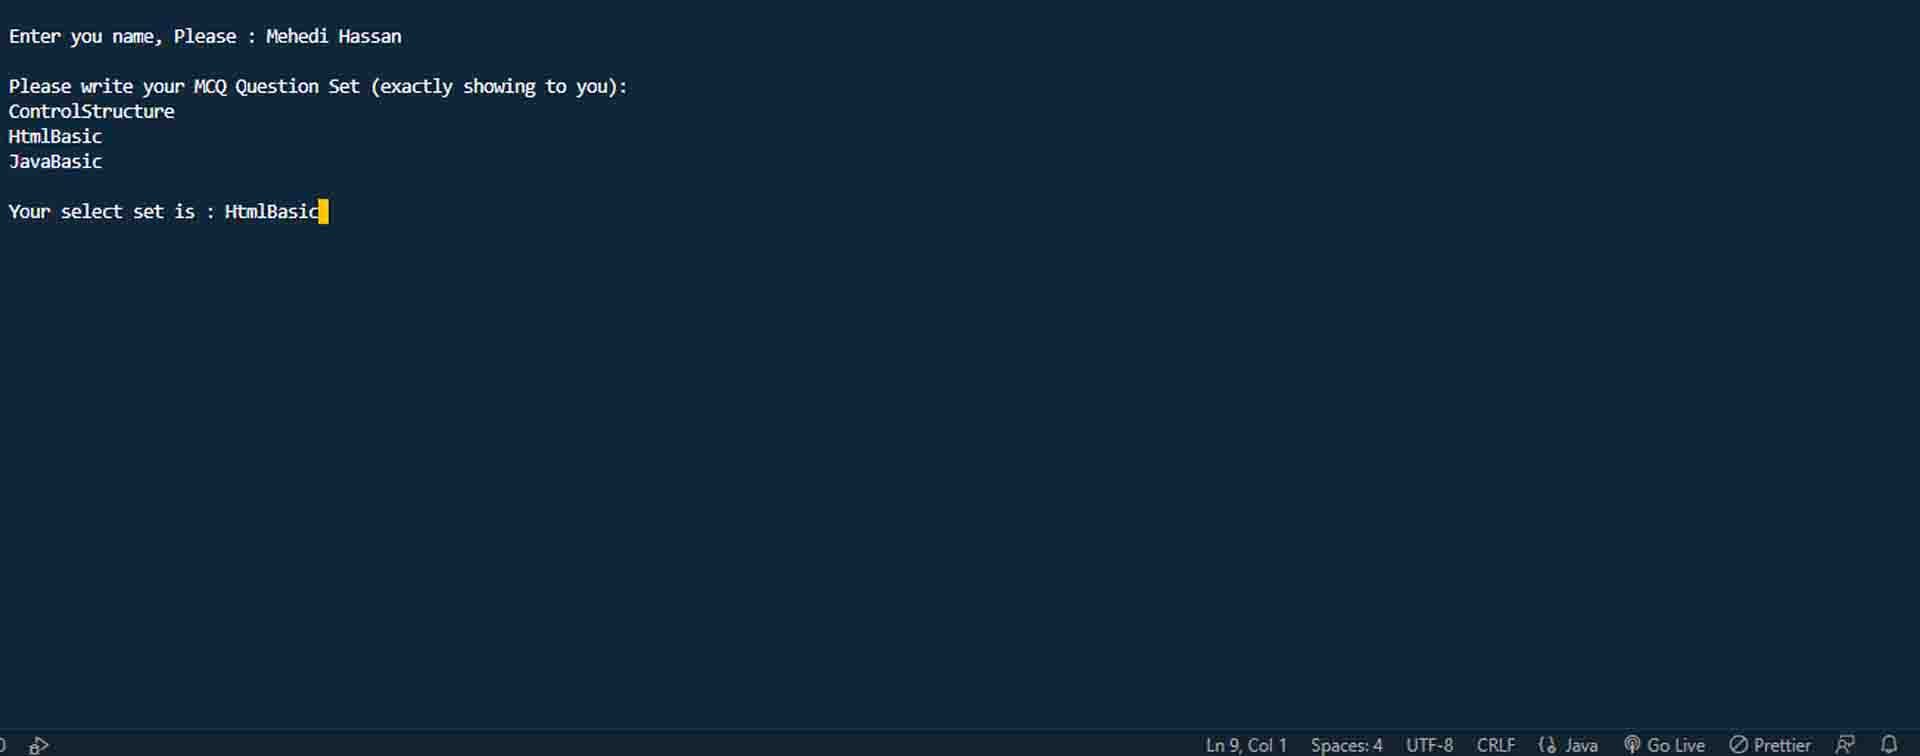 Enter you name, Please : Mehedi Hassan
Please write your MCQ Question Set (exactly showing to you):
ControlStructure
HtmlBasic
JavaBasic
Your select set is : HtmlBasic
Ln 9, Col 1 Spaces: 4 UTF-8 CRLF Java Go Live Prettier